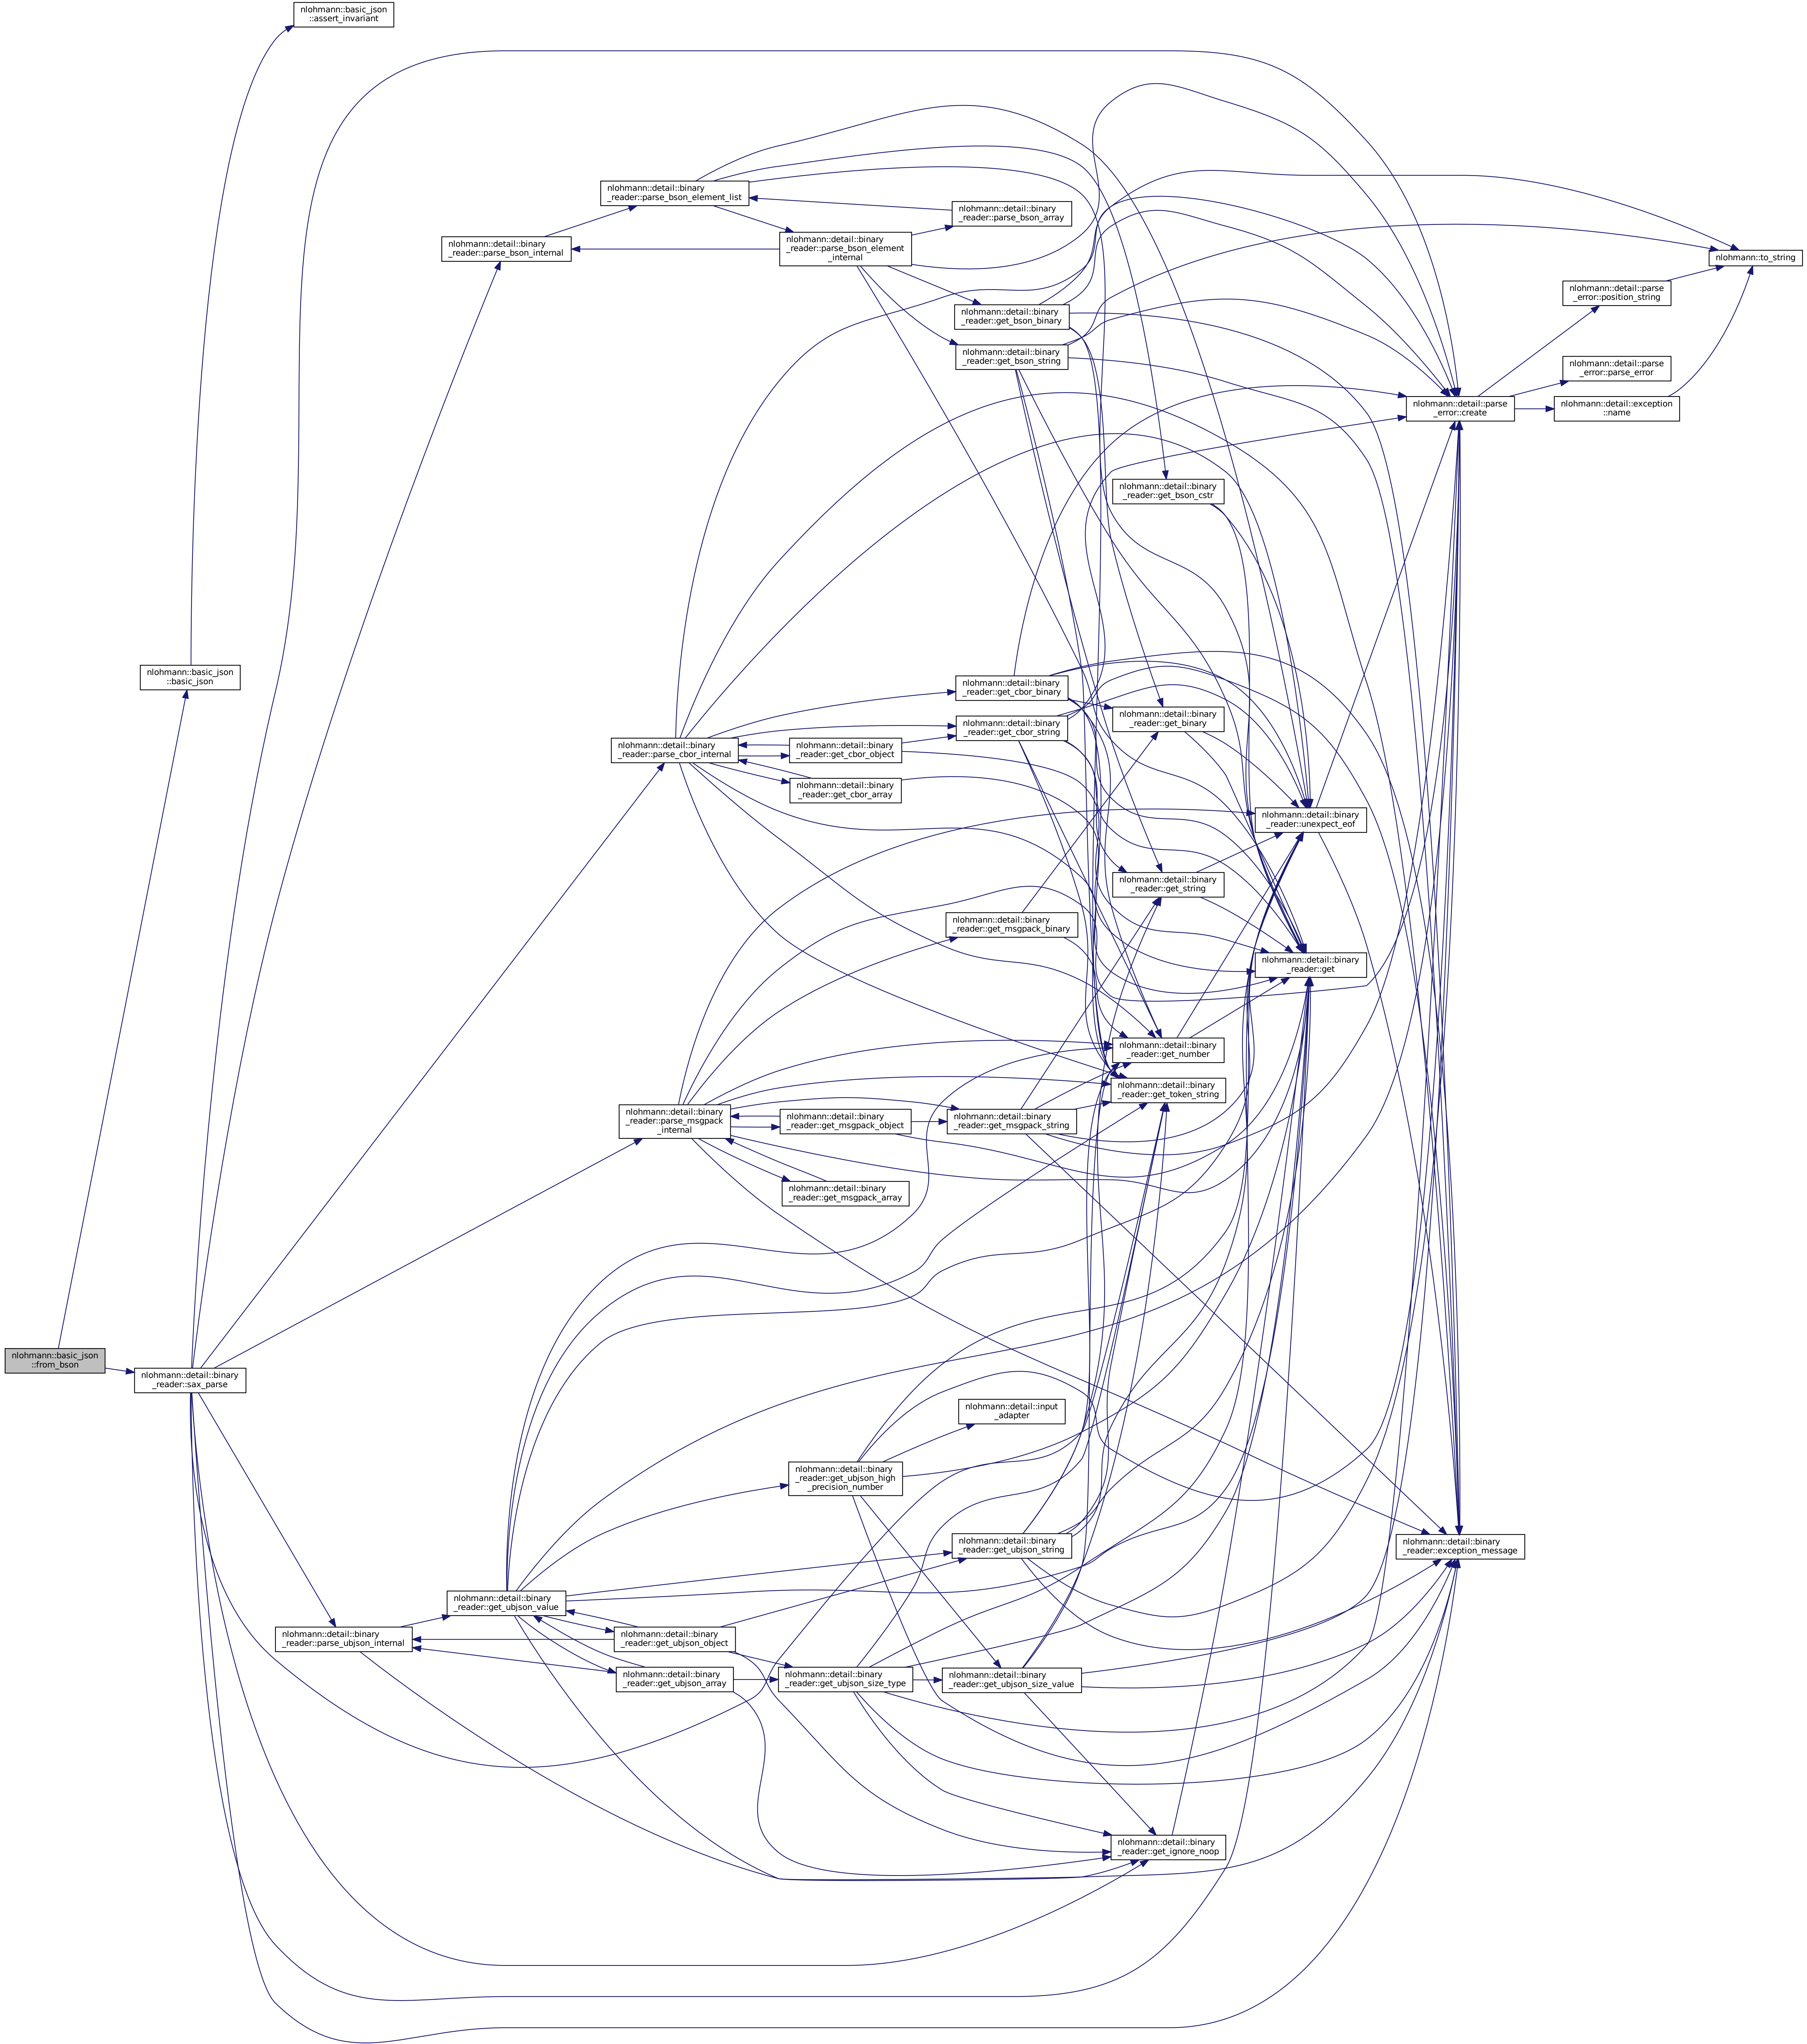 nlohmann::basic_json
::assert_invariant
nlohmann::detail::binary
_reader::parse_bson_element_list
nlohmann::detail::binary
_reader::parse_bson_array
nlohmann::detail::binary
_reader::parse_bson_internal
nlohmann::detail::binary
_reader::parse_bson_element
_internal
nlohmann::to_string
nlohmann::detail::parse
_error::position_string
nlohmann::detail::binary
_reader::get_bson_binary
nlohmann::detail::binary
_reader::get_bson_string
nlohmann::detail::parse
_error::parse_error
nlohmann::detail::parse
_error::create
nlohmann::detail::exception
::name
nlohmann::detail::binary
_reader::get_bson_cstr
nlohmann::basic_json
::basic_json
nlohmann::detail::binary
_reader::get_cbor_binary
nlohmann::detail::binary
_reader::get_binary
nlohmann::detail::binary
_reader::get_cbor_string
nlohmann::detail::binary
_reader::parse_cbor_internal
nlohmann::detail::binary
_reader::get_cbor_object
nlohmann::detail::binary
_reader::get_cbor_array
nlohmann::detail::binary
_reader::unexpect_eof
nlohmann::detail::binary
_reader::get_string
nlohmann::detail::binary
_reader::get_msgpack_binary
nlohmann::detail::binary
_reader::get
nlohmann::detail::binary
_reader::get_number
nlohmann::detail::binary
_reader::get_token_string
nlohmann::detail::binary
_reader::parse_msgpack
_internal
nlohmann::detail::binary
_reader::get_msgpack_object
nlohmann::detail::binary
_reader::get_msgpack_string
nlohmann::detail::binary
_reader::get_msgpack_array
nlohmann::basic_json
::from_bson
nlohmann::detail::binary
_reader::sax_parse
nlohmann::detail::input
_adapter
nlohmann::detail::binary
_reader::get_ubjson_high
_precision_number
nlohmann::detail::binary
_reader::get_ubjson_string
nlohmann::detail::binary
_reader::exception_message
nlohmann::detail::binary
_reader::get_ubjson_value
nlohmann::detail::binary
_reader::parse_ubjson_internal
nlohmann::detail::binary
_reader::get_ubjson_object
nlohmann::detail::binary
_reader::get_ubjson_array
nlohmann::detail::binary
_reader::get_ubjson_size_type
nlohmann::detail::binary
_reader::get_ubjson_size_value
nlohmann::detail::binary
_reader::get_ignore_noop